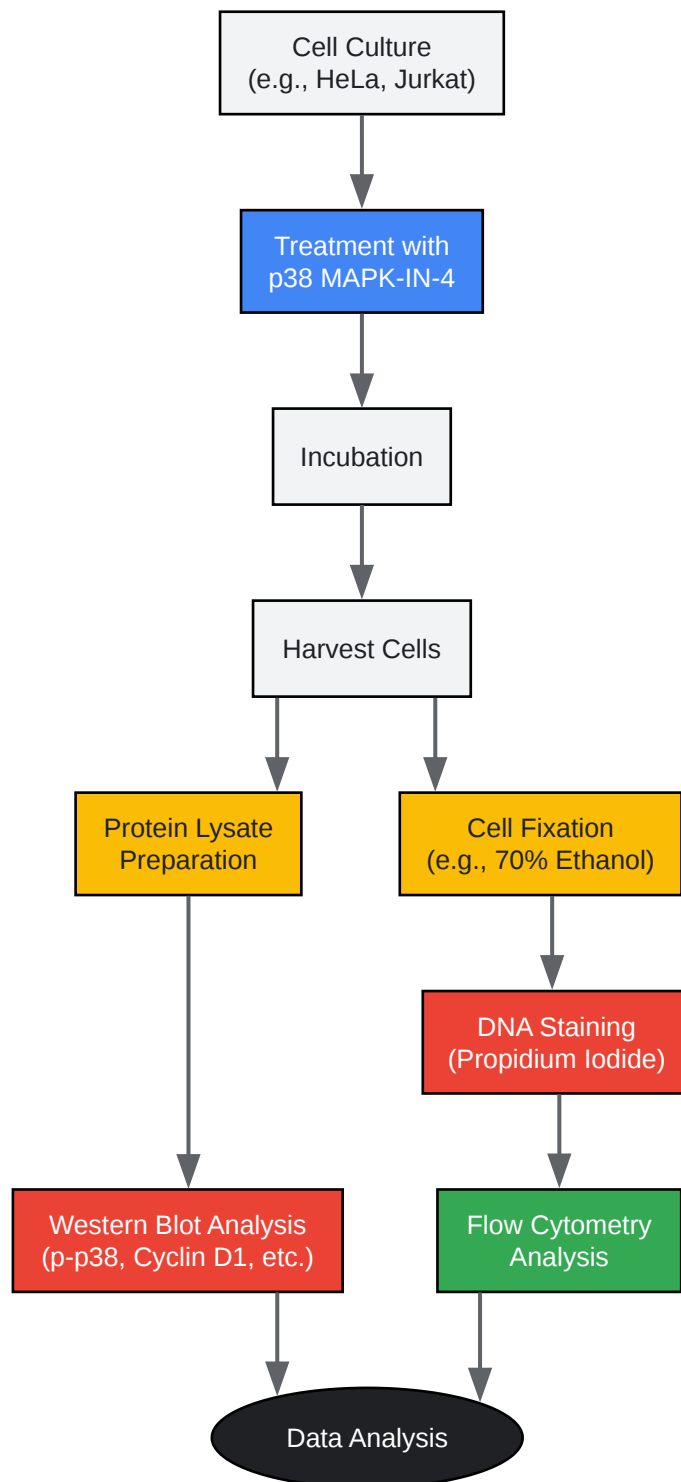 Cell Culture
(e.g., HeLa, Jurkat)
Treatment with
p38 MAPK-IN-4
Incubation
Harvest Cells
Protein Lysate
Preparation
Cell Fixation
(e.g., 70% Ethanol)
DNA Staining
(Propidium Iodide)
Western Blot Analysis
(p-p38, Cyclin D1, etc.)
Flow Cytometry
Analysis
Data Analysis